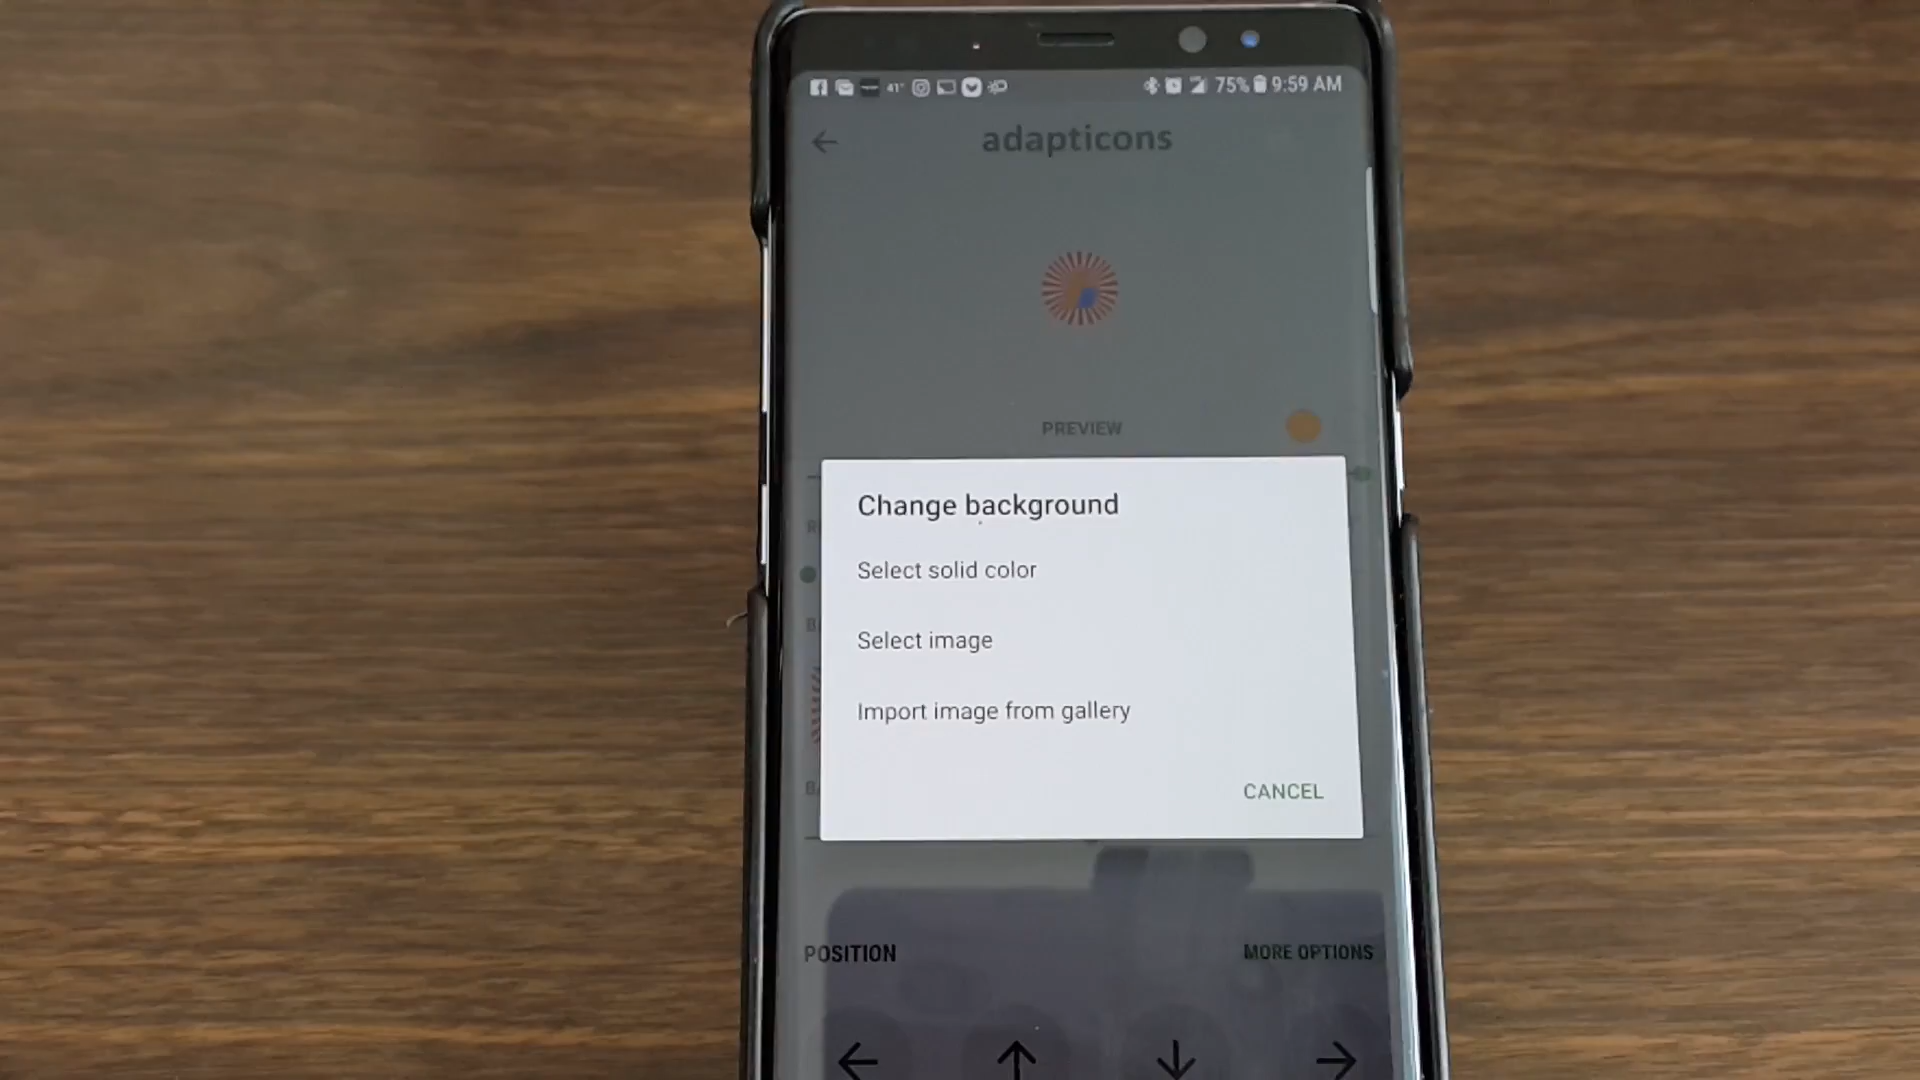 41° 75% 9:59 AM
adapticons
PREVIEW
Change background
Select solid color
Select image
Import image from gallery
CANCEL
POSITION
MORE OPTIONS